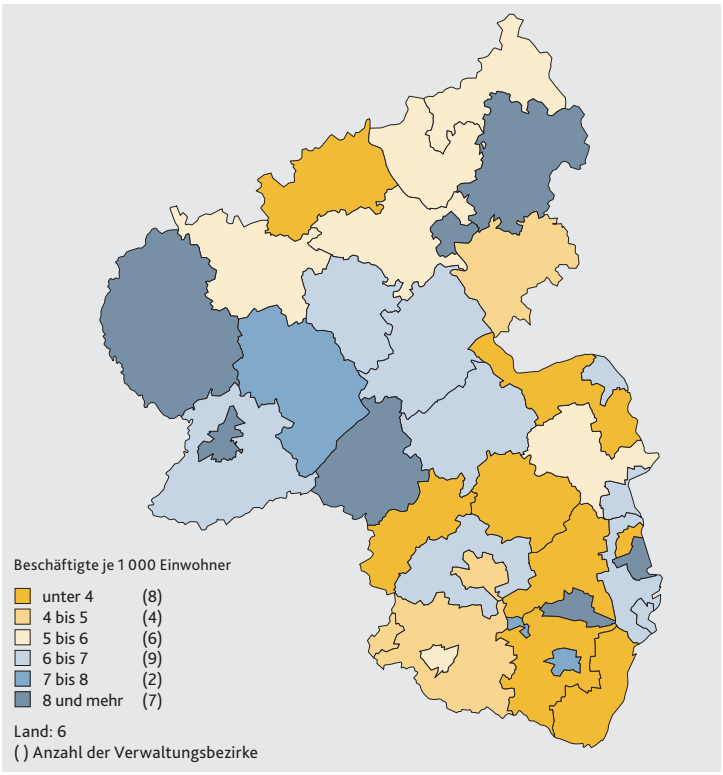 Beschäftigte je 1 000 Einwohner
unter 4 (8)
4 bis 5 (4)
5 bis 6 (6)
6 bis 7 (9)
7 bis 8 (2)
8 und mehr (7)
Land: 6
( ) Anzahl der Verwaltungsbezirke